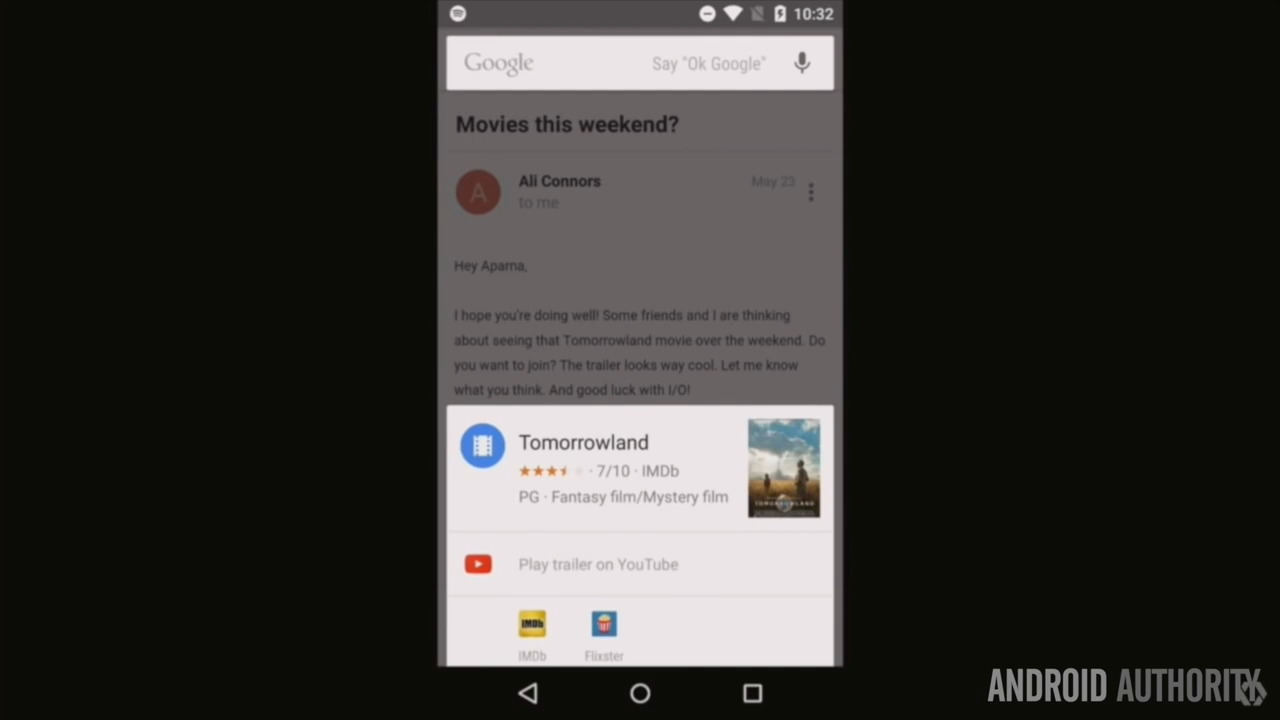 10:32
Google Say "Ok Google"
Movies this weekend?
A Ali Connors May 23
to me
Hey Aparna,
I hope you're doing well! Some friends and I are thinking
about seeing that Tomorrowland movie over the weekend. Do
you want to join? The trailer looks way cool. Let me know
what you think. And good luck with I/O!
Tomorrowland
· 7/10 · IMDb
PG · Fantasy film/Mystery film
TOMORROWLAND
Play trailer on YouTube
IMDb
IMDb Flixster
ANDROID AUTHORITY